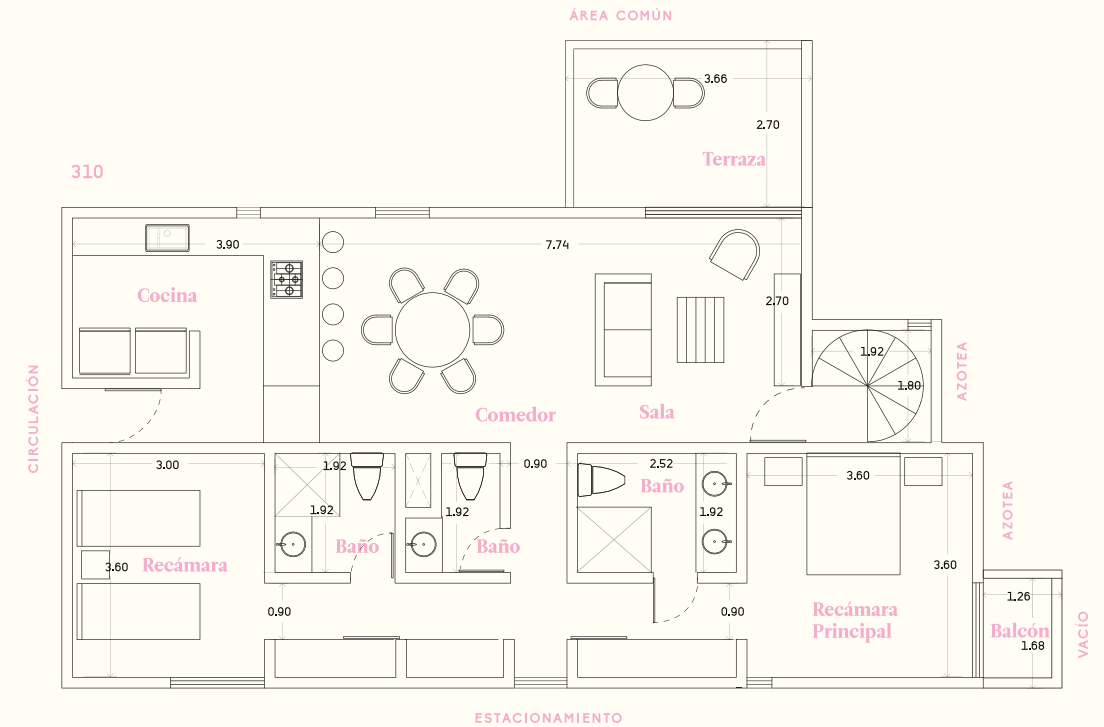 ÁREA COMÚN
3.66
2.70
Terraza
310
3.90
7.74
Cocina
2.70
1.92
1.80
AZOTEA
CIRCULACIÓN
Comedor
Sala
3.00
1.92
0.90
2.52
3.60
Baño
1.92
1.92
1.92
AZOTEA
Baño
Baño
3.60
Recámara
3.60
0.90
0.90
Recámara
Principal
1.26
Balcón
1.68
VACÍO
ESTACIONAMIENTO